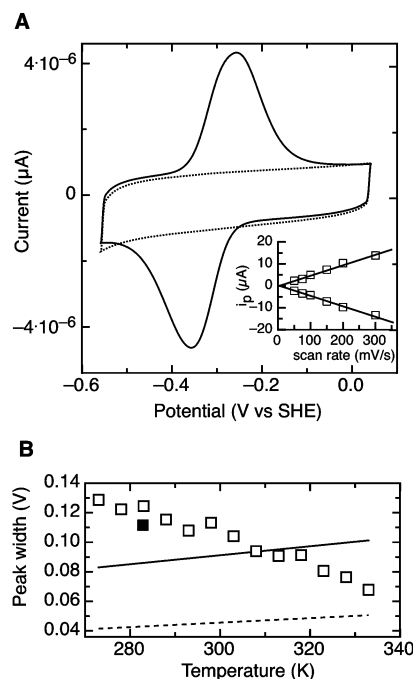 A
4·10⁻⁶
0
−4·10⁻⁶
Current (μA)
−0.6 −0.4 −0.2 0.0
Potential (V vs SHE)
20
10
0
−10
−20
iₚ (μA)
0 100 200 300
scan rate (mV/s)
B
0.14
0.12
0.10
0.08
0.06
0.04
Peak width (V)
280 300 320 340
Temperature (K)